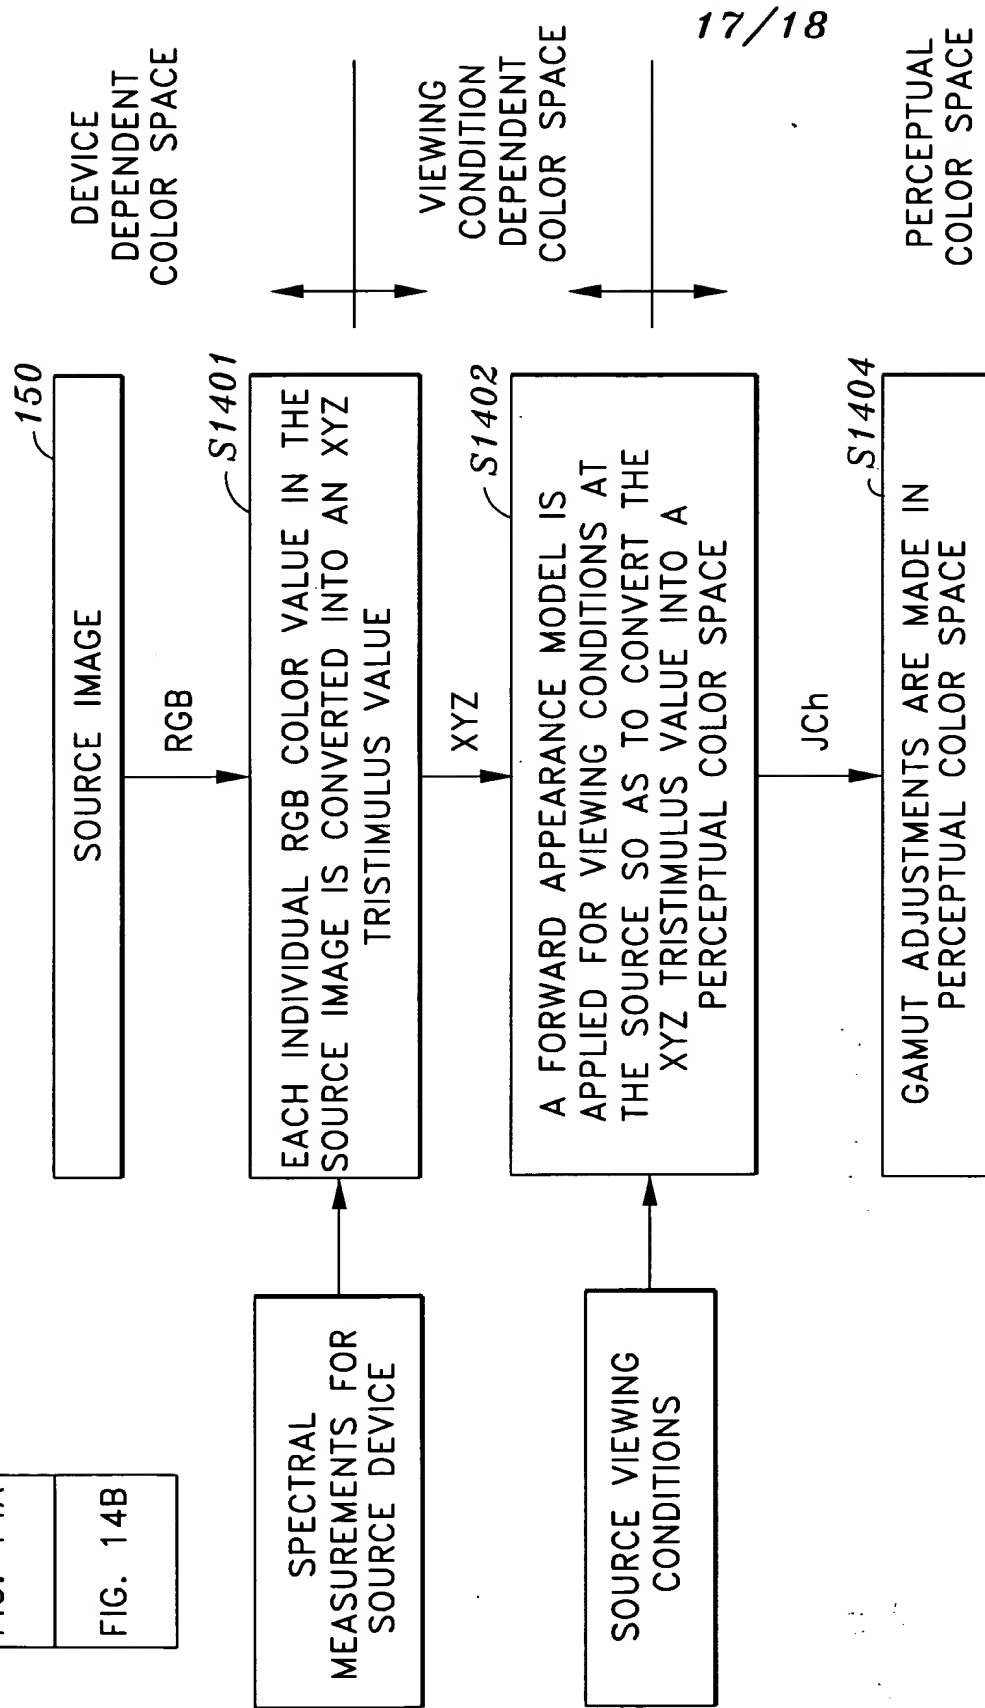 17/18
FIG. 14B
150
SOURCE IMAGE
DEVICE
DEPENDENT
COLOR SPACE
RGB
S1401
SPECTRAL
MEASUREMENTS FOR
SOURCE DEVICE
EACH INDIVIDUAL RGB COLOR VALUE IN THE
SOURCE IMAGE IS CONVERTED INTO AN XYZ
TRISTIMULUS VALUE
VIEWING
CONDITION
DEPENDENT
COLOR SPACE
XYZ
S1402
SOURCE VIEWING
CONDITIONS
A FORWARD APPEARANCE MODEL IS
APPLIED FOR VIEWING CONDITIONS AT
THE SOURCE SO AS TO CONVERT THE
XYZ TRISTIMULUS VALUE INTO A
PERCEPTUAL COLOR SPACE
JCh
S1404
GAMUT ADJUSTMENTS ARE MADE IN
PERCEPTUAL COLOR SPACE
PERCEPTUAL
COLOR SPACE